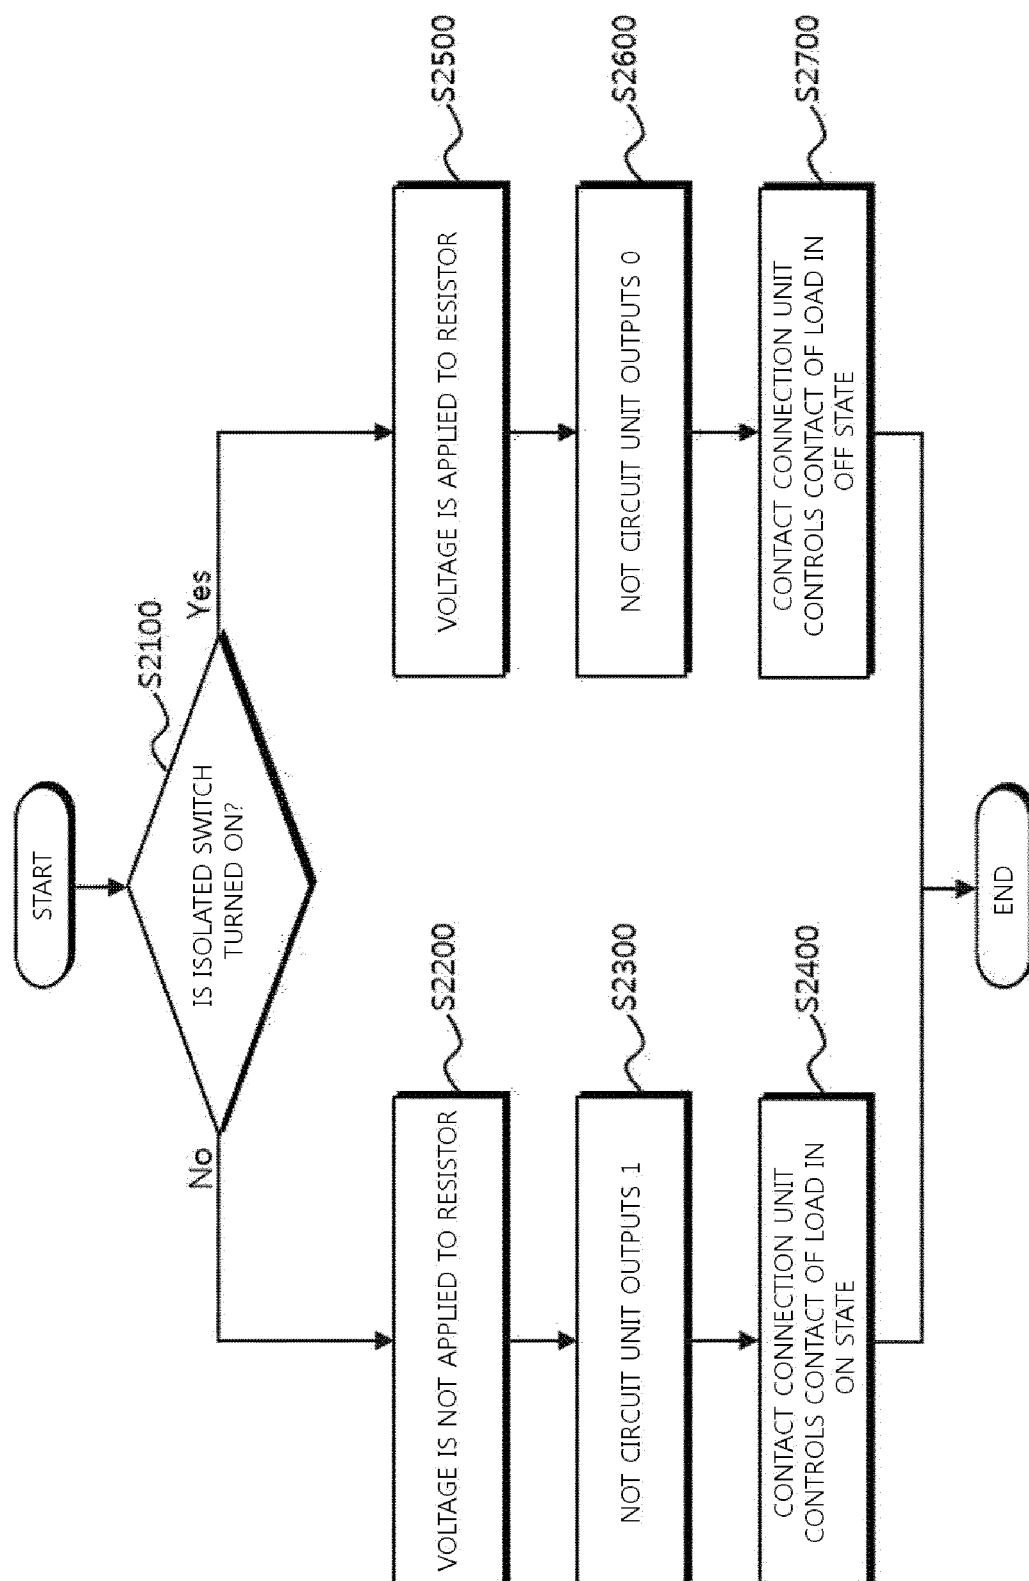 START
IS ISOLATED SWITCH
TURNED ON?
S2100
No
Yes
VOLTAGE IS NOT APPLIED TO RESISTOR
S2200
NOT CIRCUIT UNIT OUTPUTS 1
S2300
CONTACT CONNECTION UNIT
CONTROLS CONTACT OF LOAD IN
ON STATE
S2400
VOLTAGE IS APPLIED TO RESISTOR
S2500
NOT CIRCUIT UNIT OUTPUTS 0
S2600
CONTACT CONNECTION UNIT
CONTROLS CONTACT OF LOAD IN
OFF STATE
S2700
END